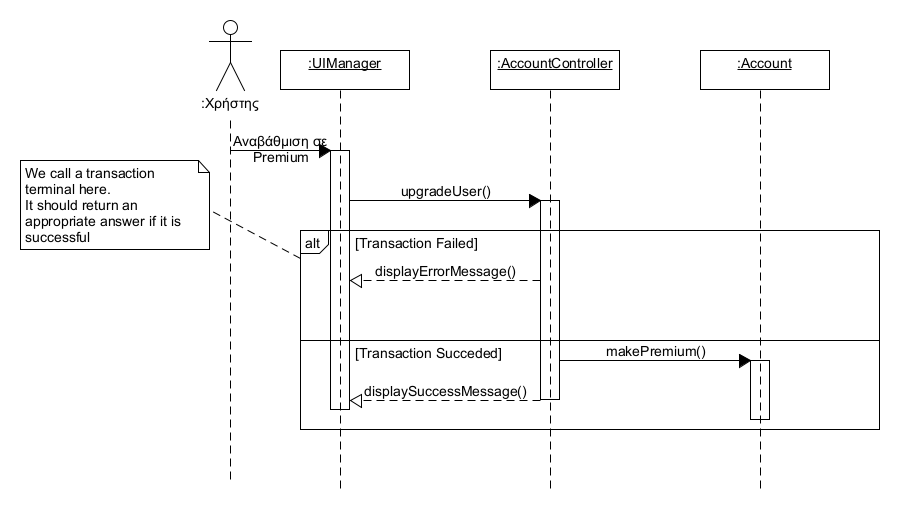 :UIManager
:AccountController
:Account
:Χρήστης
Αναβάθμιση σε
Premium
We call a transaction
terminal here.
It should return an
appropriate answer if it is
successful
upgradeUser()
alt
[Transaction Failed]
displayErrorMessage()
[Transaction Succeded]
makePremium()
displaySuccessMessage()